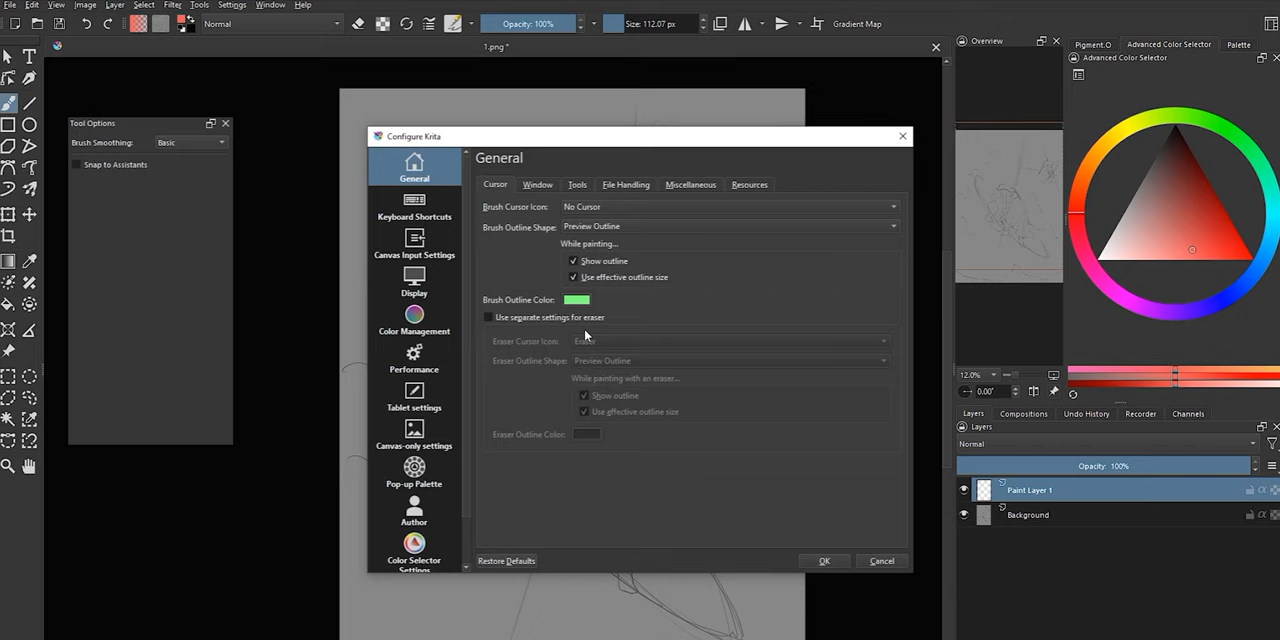 File Edit View Image Layer Select Filter Tools Settings Window Help
Normal Opacity: 100% Size: 112.07 px Gradient Map
1.png *
Overview
Pigment.O Advanced Color Selector Palette
Advanced Color Selector
Tool Options
Brush Smoothing: Basic
Snap to Assistants
Configure Krita
General
Keyboard Shortcuts
Canvas Input Settings
Display
Color Management
Performance
Tablet settings
Canvas-only settings
Pop-up Palette
Author
Color Selector
Settings
General
Cursor Window Tools File Handling Miscellaneous Resources
Brush Cursor Icon: No Cursor
Brush Outline Shape: Preview Outline
While painting...
Show outline
Use effective outline size
Brush Outline Color:
Use separate settings for eraser
Eraser Cursor Icon: Eraser
Eraser Outline Shape: Preview Outline
While painting with an eraser...
Show outline
Use effective outline size
Eraser Outline Color:
Restore Defaults OK Cancel
12.0%
0.00°
Layers Compositions Undo History Recorder Channels
Layers
Normal
Opacity: 100%
Paint Layer 1
Background